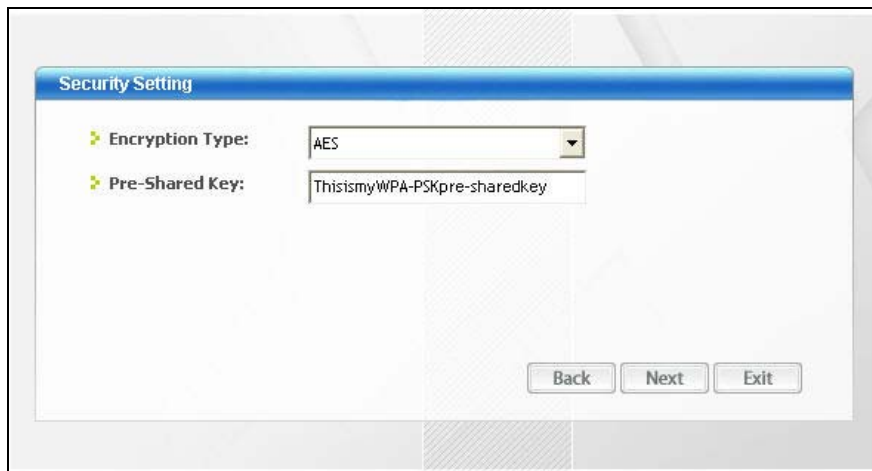 Security Setting
Encryption Type: AES
Pre-Shared Key: ThisismyWPA-PSKpre-sharedkey
Back Next Exit